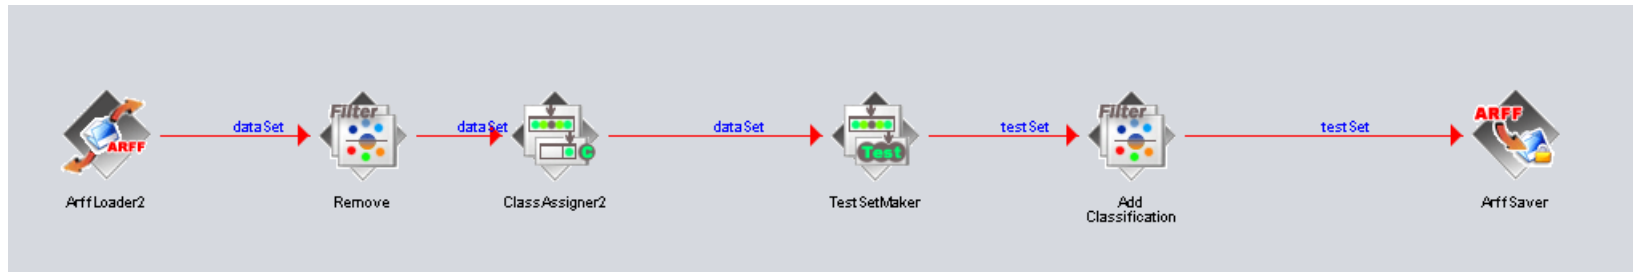 dataSet
dataSet
dataSet
testSet
testSet
ARFF
Filter
C
Test
Filter
ARFF
ArffLoader2
Remove
ClassAssigner2
TestSetMaker
Add
Classification
ArffSaver